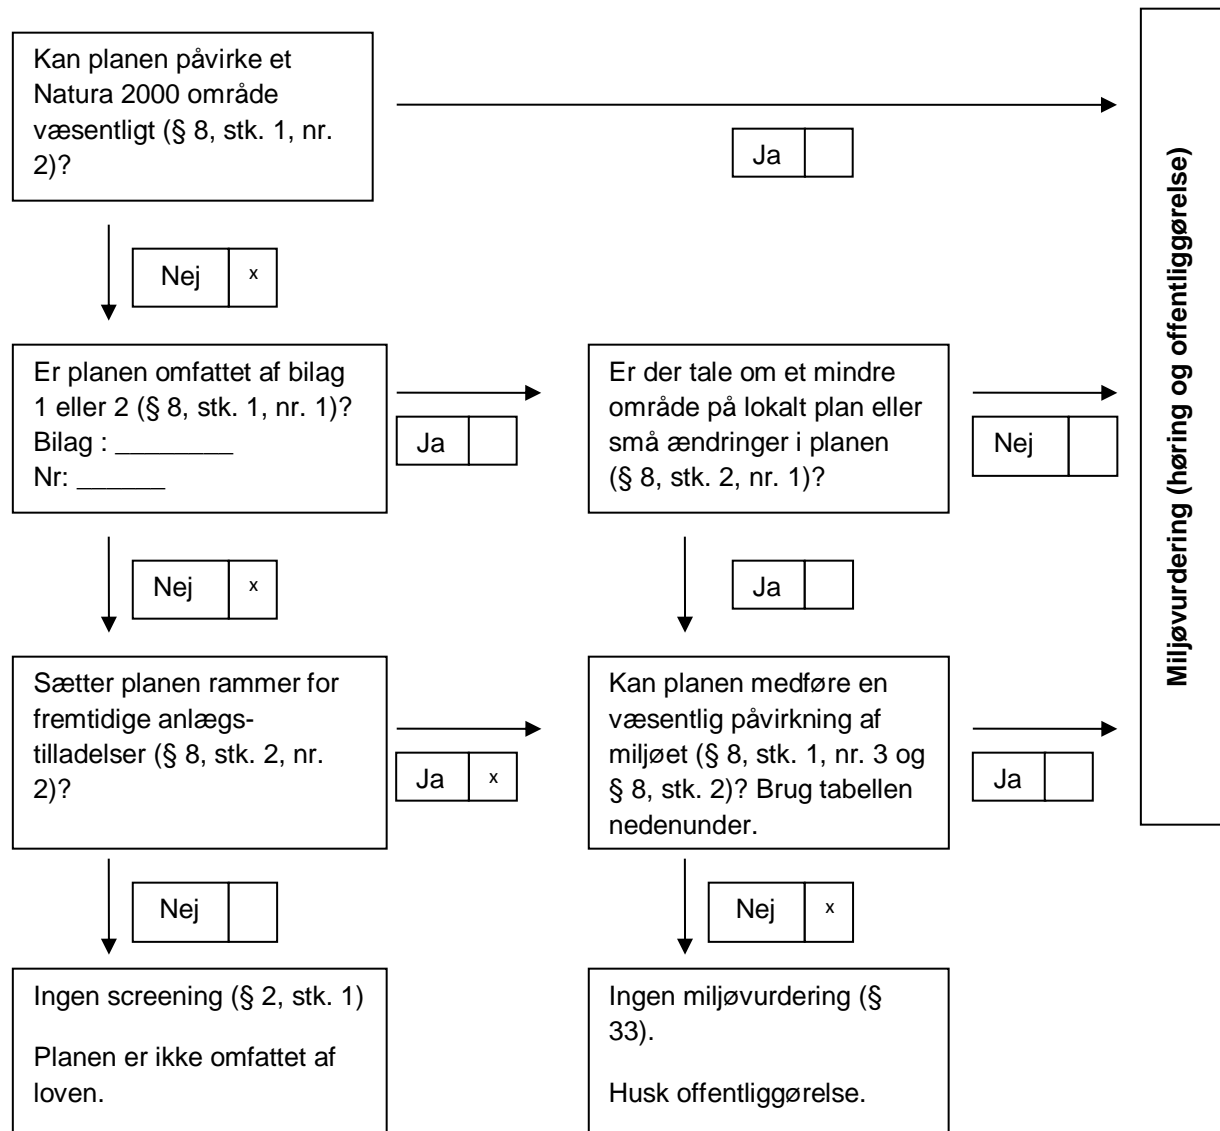 Kan planen påvirke et
Natura 2000 område
væsentligt (§ 8, stk. 1, nr.
2)?
Ja
Nej x
Er planen omfattet af bilag
1 eller 2 (§ 8, stk. 1, nr. 1)?
Bilag : ________
Nr: ______
Ja
Er der tale om et mindre
område på lokalt plan eller
små ændringer i planen
(§ 8, stk. 2, nr. 1)?
Nej
Nej x
Ja
Sætter planen rammer for
fremtidige anlægs-
tilladelser (§ 8, stk. 2, nr.
2)?
Ja x
Kan planen medføre en
væsentlig påvirkning af
miljøet (§ 8, stk. 1, nr. 3 og
§ 8, stk. 2)? Brug tabellen
nedenunder.
Ja
Nej
Nej x
Ingen screening (§ 2, stk. 1)
Planen er ikke omfattet af
loven.
Ingen miljøvurdering (§
33).
Husk offentliggørelse.
Miljøvurdering (høring og offentliggørelse)